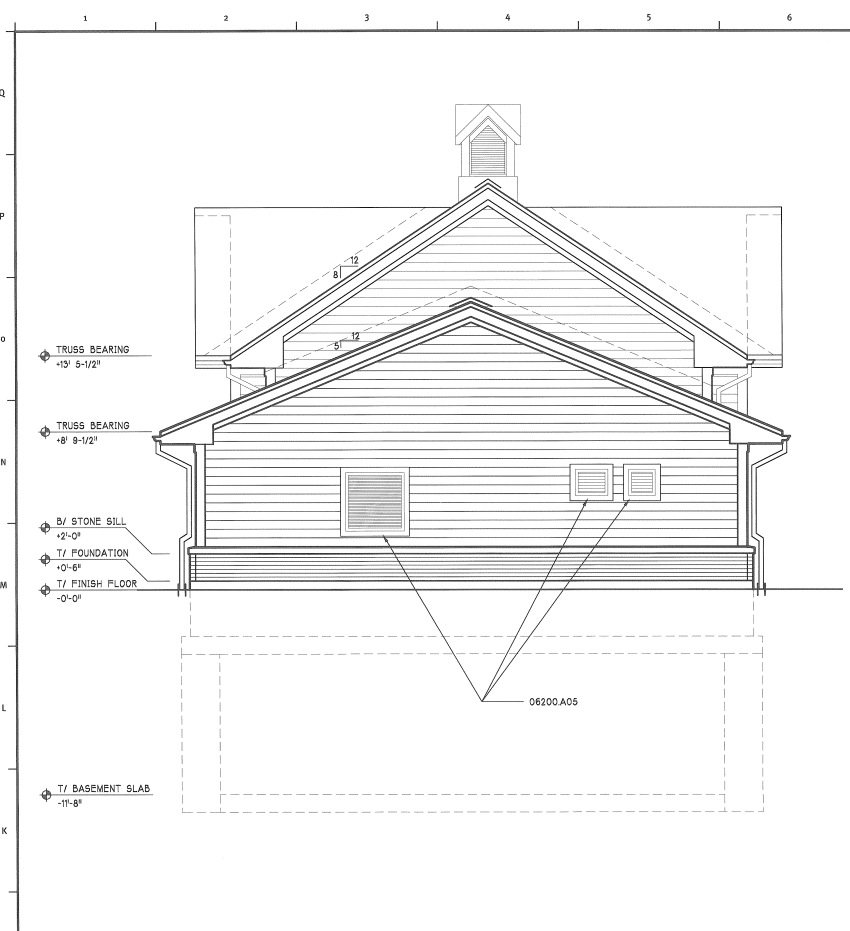 1 2 3 4 5 6
Q
P
12
8
O
12
5
TRUSS BEARING
+13' 5-1/2"
TRUSS BEARING
+8' 9-1/2"
N
B/ STONE SILL
+2'-0"
T/ FOUNDATION
+0'-6"
M
T/ FINISH FLOOR
-0'-0"
L
06200.A05
T/ BASEMENT SLAB
-11'-8"
K